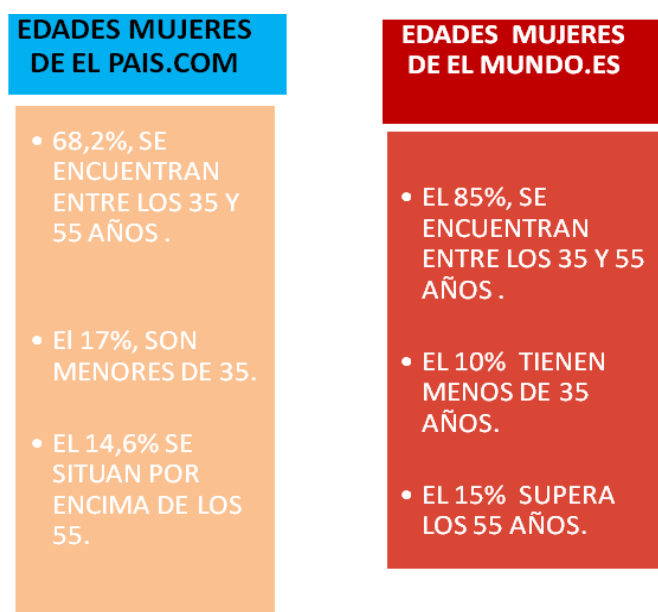 EDADES MUJERES
DE EL PAIS.COM
• 68,2%, SE
ENCUENTRAN
ENTRE LOS 35 Y
55 AÑOS .
• El 17%, SON
MENORES DE 35.
• EL 14,6% SE
SITUAN POR
ENCIMA DE LOS
55.
EDADES MUJERES
DE EL MUNDO.ES
• EL 85%, SE
ENCUENTRAN
ENTRE LOS 35 Y 55
AÑOS .
• EL 10% TIENEN
MENOS DE 35
AÑOS.
• EL 15% SUPERA
LOS 55 AÑOS.